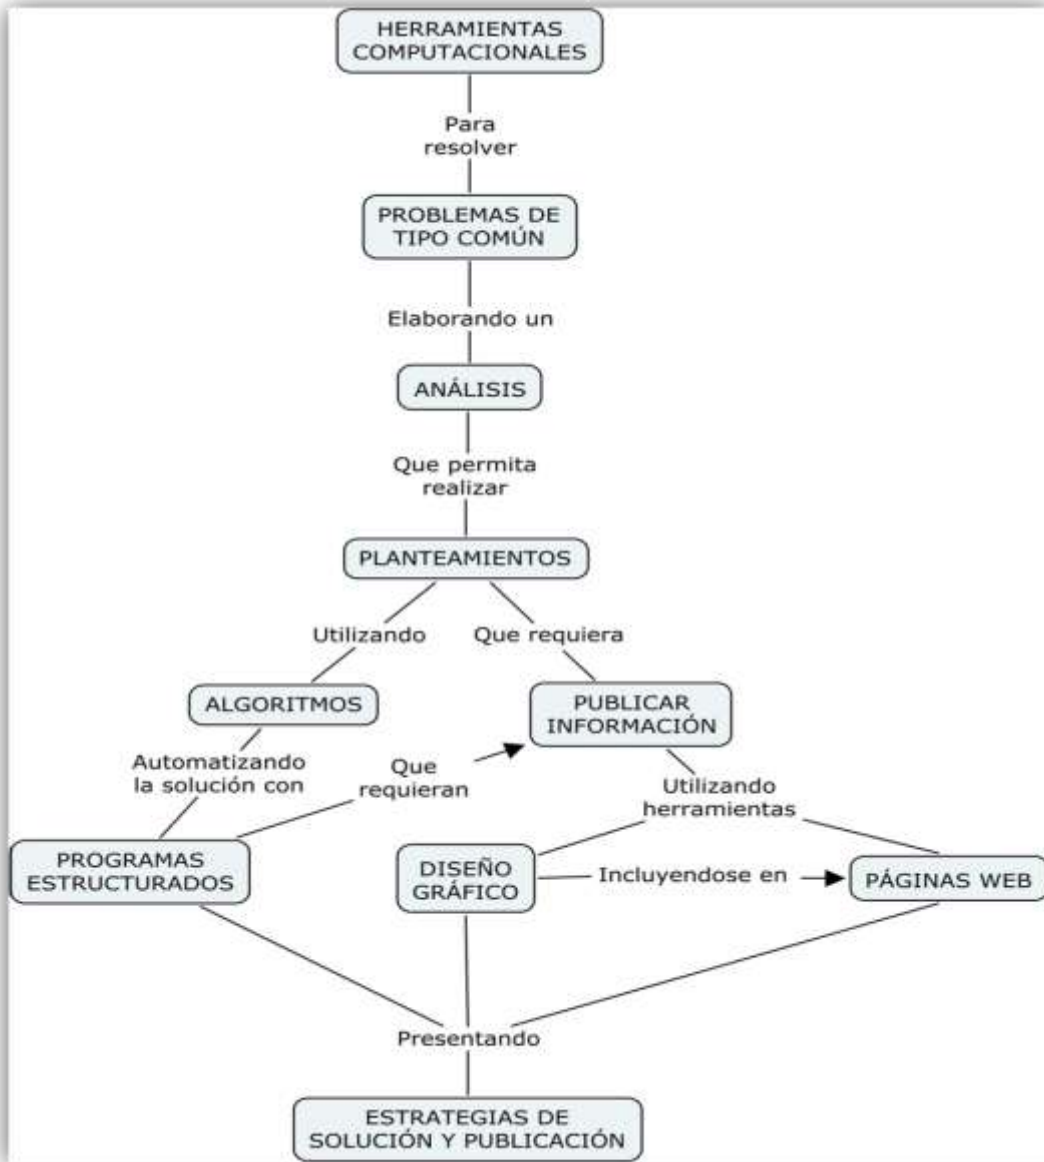 HERRAMIENTAS
COMPUTACIONALES
Para
resolver
PROBLEMAS DE
TIPO COMÚN
Elaborando un
ANÁLISIS
Que permita
realizar
PLANTEAMIENTOS
Utilizando
Que requiera
ALGORITMOS
PUBLICAR
INFORMACIÓN
Automatizando
la solución con
Que
requieran
Utilizando
herramientas
PROGRAMAS
ESTRUCTURADOS
DISEÑO
GRÁFICO
Incluyendose en
PÁGINAS WEB
Presentando
ESTRATEGIAS DE
SOLUCIÓN Y PUBLICACIÓN